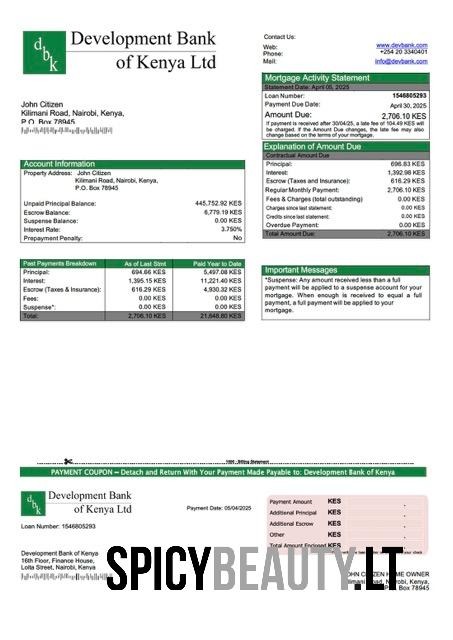 dbk
Development Bank
of Kenya Ltd
Contact Us:
Web: www.devbank.com
Phone: +254 20 3340401
Mail: info@devbank.com
Mortgage Activity Statement
Statement Date: April 05, 2025
Loan Number: 1546805293
Payment Due Date: April 30, 2025
Amount Due: 2,706.10 KES
If payment is received after 30/04/25, a late fee of 104.49 KES will
be charged. If the Amount Due changes, the late fee may also
change based on the terms of your mortgage.
John Citizen
Kilimani Road, Nairobi, Kenya,
P.O. Box 78945
Explanation of Amount Due
Contractual Amount Due
Principal: 696.83 KES
Interest: 1,392.98 KES
Escrow (Taxes and Insurance): 616.29 KES
Regular Monthly Payment: 2,706.10 KES
Fees & Charges (total outstanding) 0.00 KES
Charges since last statement: 0.00 KES
Credits since last statement: 0.00 KES
Overdue Payment: 0.00 KES
Total Amount Due: 2,706.10 KES
Account Information
Property Address: John Citizen
Kilimani Road, Nairobi, Kenya,
P.O. Box 78945
Unpaid Principal Balance: 445,752.92 KES
Escrow Balance: 6,779.19 KES
Suspense Balance: 0.00 KES
Interest Rate: 3.750%
Prepayment Penalty: No
Past Payments Breakdown As of Last Stmt Paid Year to Date
Principal: 694.66 KES 5,497.08 KES
Interest: 1,395.15 KES 11,221.40 KES
Escrow (Taxes & Insurance): 616.29 KES 4,930.32 KES
Fees: 0.00 KES 0.00 KES
Suspense*: 0.00 KES 0.00 KES
Total: 2,706.10 KES 21,648.80 KES
Important Messages
*Suspense: Any amount received less than a full
payment will be applied to a suspense account for your
mortgage. When enough is received to equal a full
payment, a full payment will be applied to your
mortgage.
Billing Statement
PAYMENT COUPON – Detach and Return With Your Payment Made Payable to: Development Bank of Kenya
dbk
Development Bank
of Kenya Ltd
Loan Number: 1546805293
Payment Date: 05/04/2025
Payment Amount KES
Additional Principal KES
Additional Escrow KES
Other KES
Total Amount Enclosed KES
Development Bank of Kenya
16th Floor, Finance House,
Loita Street, Nairobi, Kenya
JOHN CITIZEN HOME OWNER
SPICYBEAUTY.LT